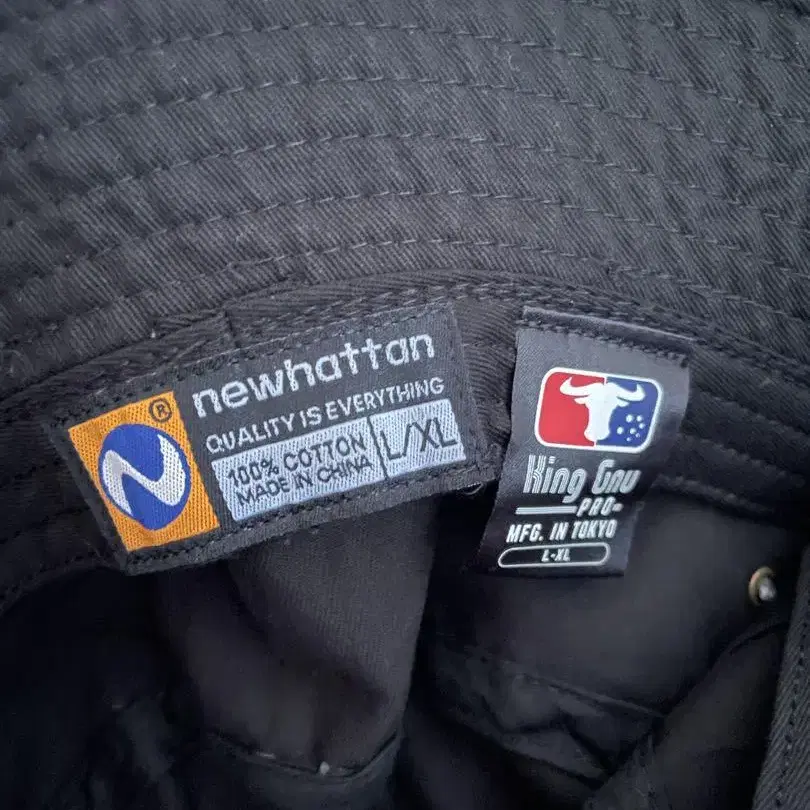 newhattan
®
QUALITY IS EVERYTHING
100% COTTON
MADE IN CHINA
L/XL
King Gnu
PRO-
MFG. IN TOKYO
L-XL